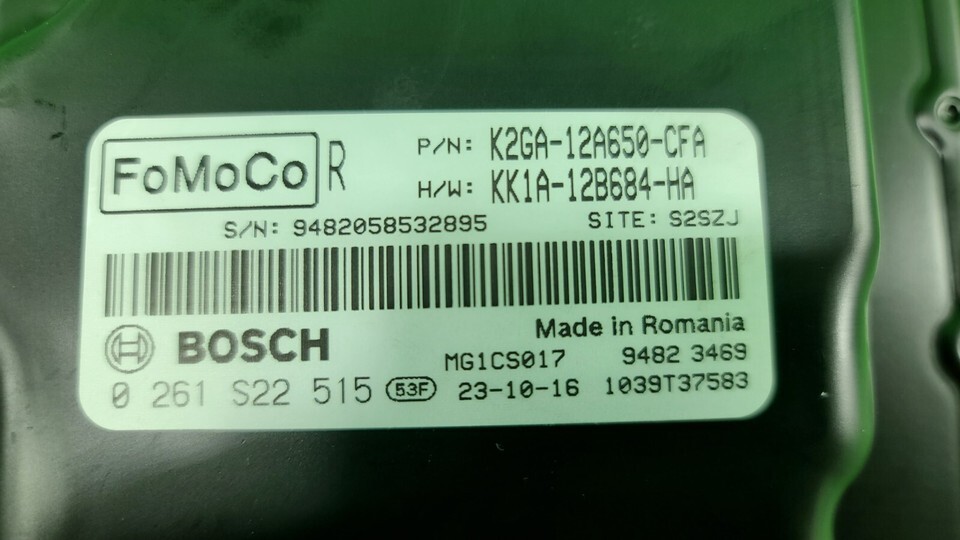 FoMoCo R
P/N: K2GA-12A650-CFA
H/W: KK1A-12B684-HA
S/N: 9482058532895 SITE: S2SZJ
BOSCH
Made in Romania
MG1CS017 9482 3469
0 261 S22 515 53F 23-10-16 1039T37583